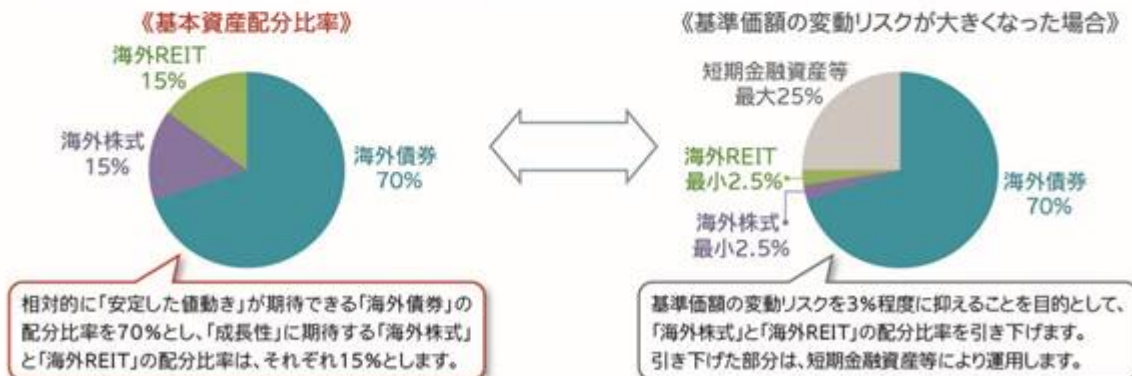 《基本資産配分比率》
海外REIT
15%
海外株式
15%
海外債券
70%
相対的に「安定した値動き」が期待できる「海外債券」の
配分比率を70%とし、「成長性」に期待する「海外株式」
と「海外REIT」の配分比率は、それぞれ15%とします。
《基準価額の変動リスクが大きくなった場合》
短期金融資産等
最大25%
海外REIT
最小2.5%
海外株式
最小2.5%
海外債券
70%
基準価額の変動リスクを3%程度に抑えることを目的として、
「海外株式」と「海外REIT」の配分比率を引き下げます。
引き下げた部分は、短期金融資産等により運用します。